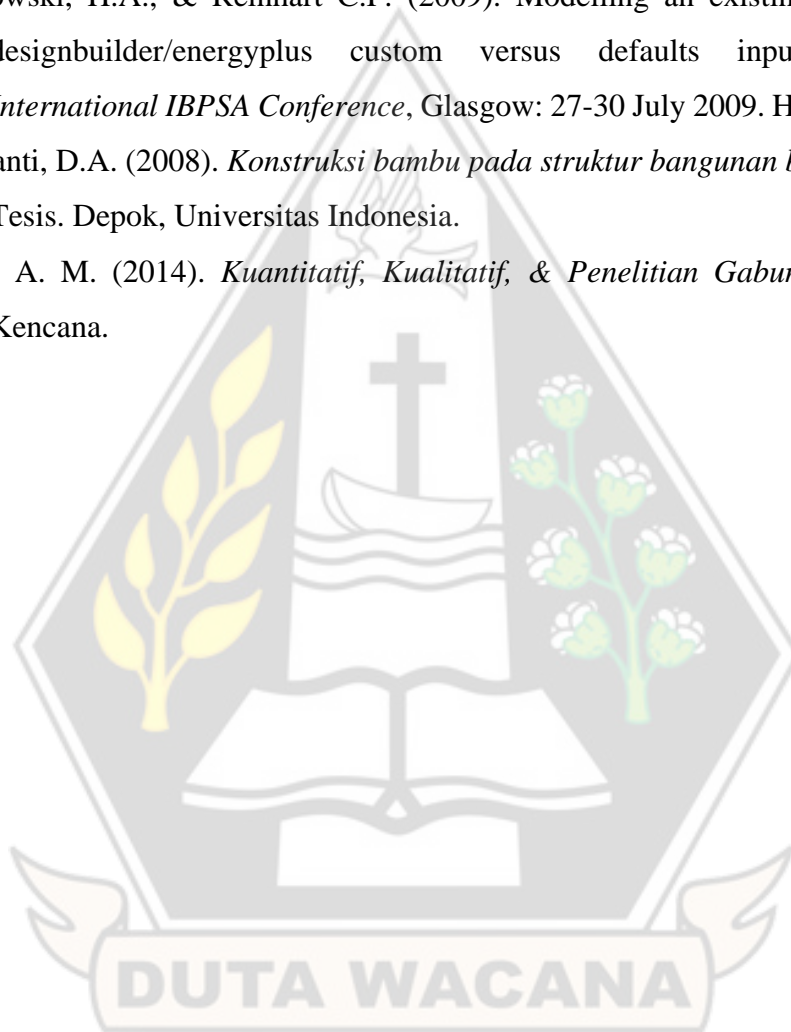 owski, H.A., & Reinhart C.F. (2009). Modelling an existin
designbuilder/energyplus custom versus defaults inpu
International IBPSA Conference, Glasgow: 27-30 July 2009. H
anti, D.A. (2008). Konstruksi bambu pada struktur bangunan b
Tesis. Depok, Universitas Indonesia.
A. M. (2014). Kuantitatif, Kualitatif, & Penelitian Gabun
Kencana.
DUTA WACANA